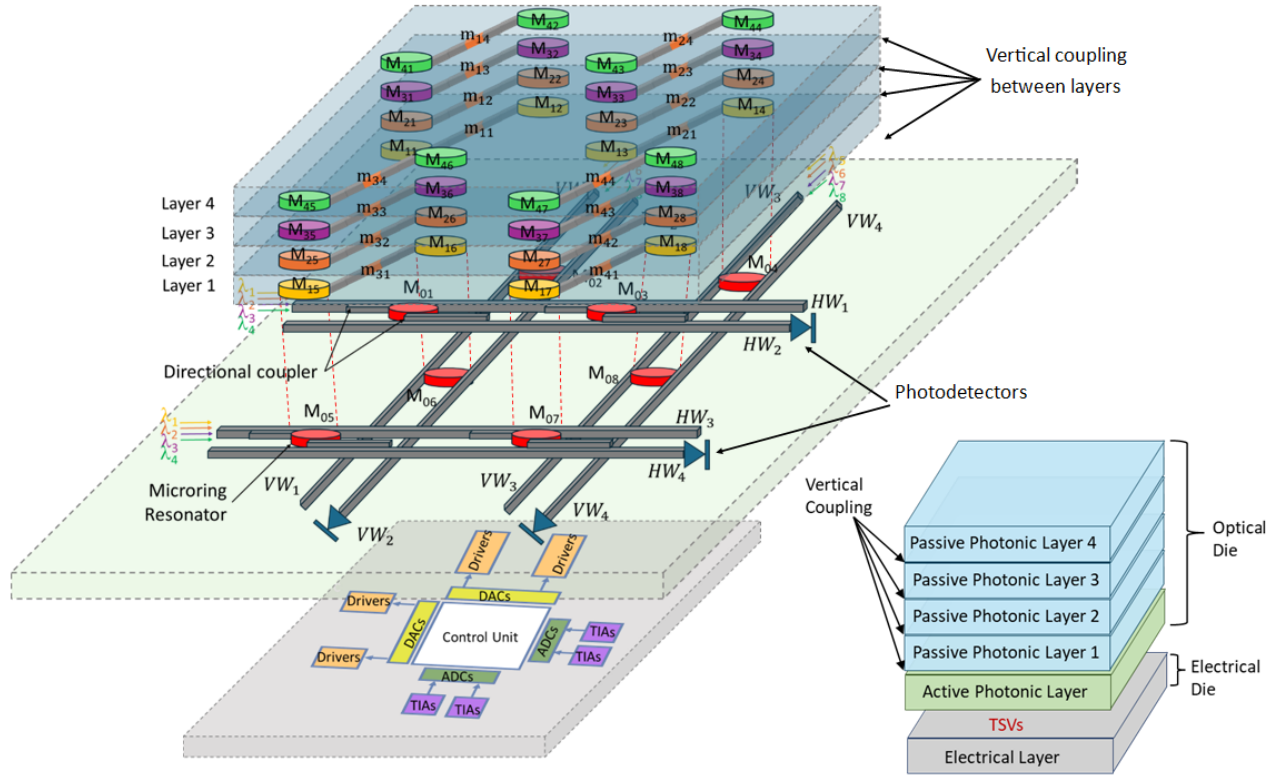 M42
M44
m14
m24
M41
M32
M43
M34
m13
m23
Vertical coupling
between layers
M31
M22
M33
M24
m12
m22
M21
M12
M23
M14
m11
m21
M11
M46
M13
M48
m34
m44
M45
M36
M47
M38
VW3
λ6
λ7
λ8
Layer 4
m33
m43
VW4
M35
M26
M37
M28
Layer 3
m32
m42
M25
M16
M27
M18
Layer 2
m31
m41
M04
Layer 1
M15
M01
M17
02
M03
λ1
λ3
λ4
HW1
HW2
Directional coupler
M06
M08
Photodetectors
M05
M07
λ1
λ2
λ3
λ4
HW3
HW4
Microring
Resonator
VW1
VW2
VW3
VW4
Drivers
Drivers
Drivers
DACs
DACs
Control Unit
Drivers
ADCs
TIAs
TIAs
ADCs
TIAs
TIAs
Vertical
Coupling
Passive Photonic Layer 4
Passive Photonic Layer 3
Passive Photonic Layer 2
Passive Photonic Layer 1
Active Photonic Layer
TSVs
Electrical Layer
Optical
Die
Electrical
Die